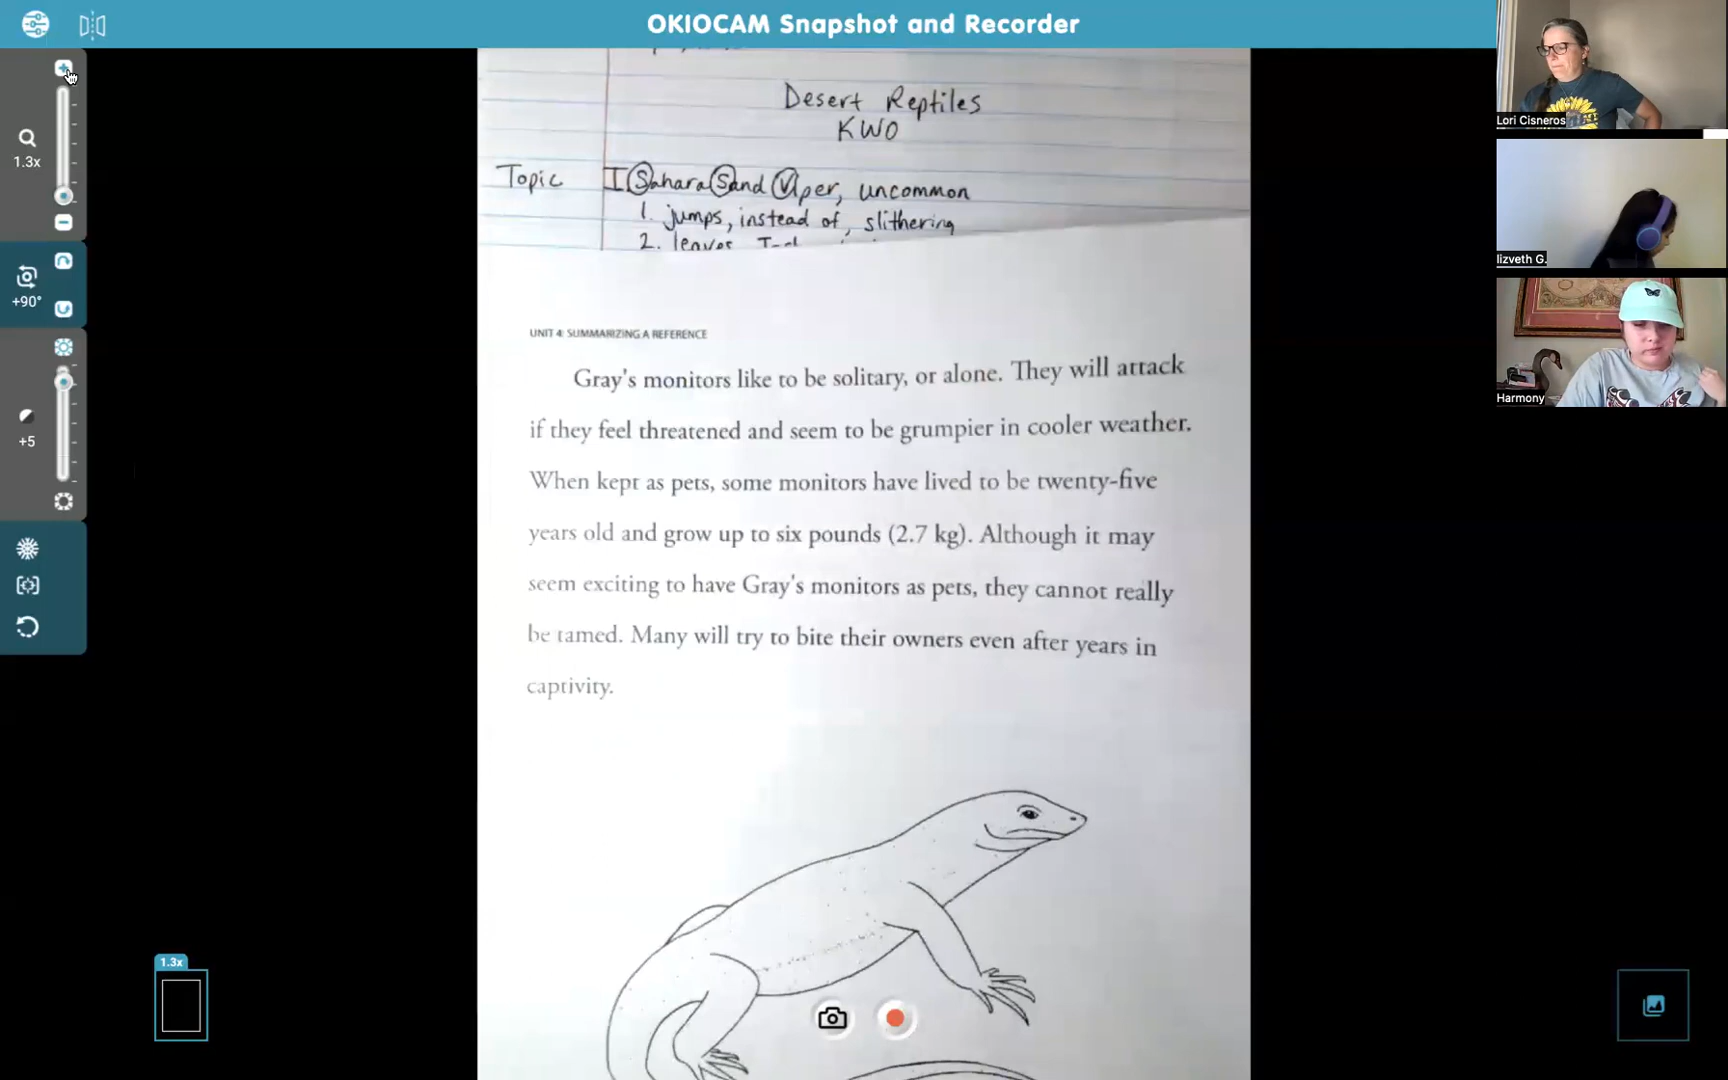 OKIOCAM Snapshot and Recorder
Desert Reptiles
KWO
Topic I Sahara Sand Viper, uncommon
1. jumps, instead of, slithering
2. leaves
UNIT 4: SUMMARIZING A REFERENCE
Gray's monitors like to be solitary, or alone. They will attack
if they feel threatened and seem to be grumpier in cooler weather.
When kept as pets, some monitors have lived to be twenty-five
years old and grow up to six pounds (2.7 kg). Although it may
seem exciting to have Gray's monitors as pets, they cannot really
be tamed. Many will try to bite their owners even after years in
captivity.
1.3x
+90°
+5
1.3x
Lori Cisneros
lizveth G.
Harmony